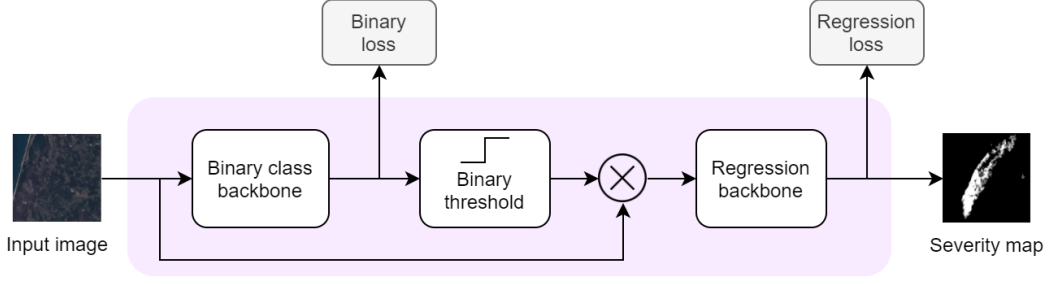 Binary
loss
Regression
loss
Binary class
backbone
Binary
threshold
Regression
backbone
Input image
Severity map